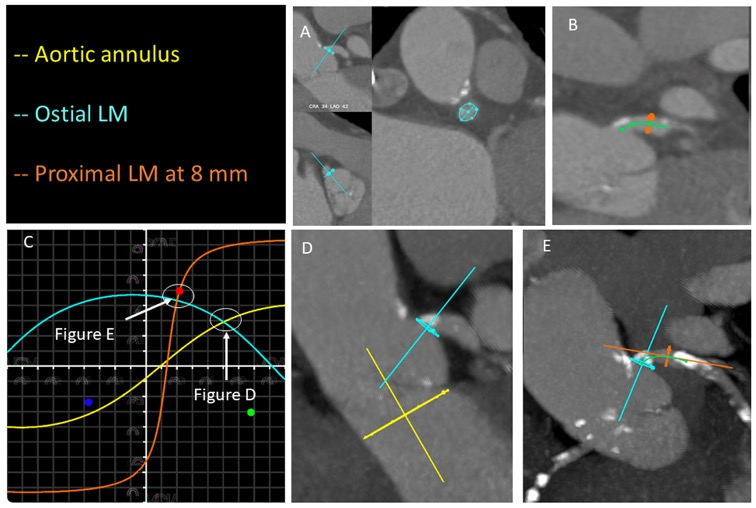 -- Aortic annulus
-- Ostial LM
-- Proximal LM at 8 mm
A
CRA 34 LAO 42
B
C
Figure E
Figure D
D
E